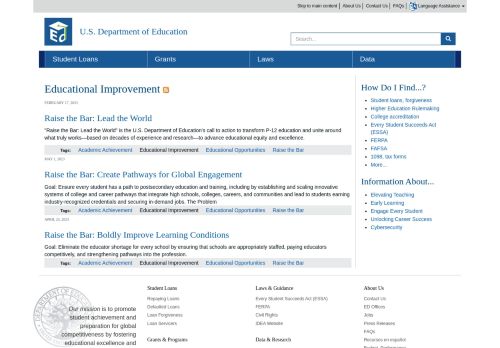 Skip to main content | About Us | Contact Us | FAQs | Language Assistance
U.S. Department of Education
Search...
Student Loans Grants Laws Data
Educational Improvement
FEBRUARY 17, 2023
Raise the Bar: Lead the World
"Raise the Bar: Lead the World" is the U.S. Department of Education's call to action to transform P-12 education and unite around
what truly works—based on decades of experience and research—to advance educational equity and excellence.
Tags: Academic Achievement Educational Improvement Educational Opportunities Raise the Bar
MAY 1, 2023
Raise the Bar: Create Pathways for Global Engagement
Goal: Ensure every student has a path to postsecondary education and training, including by establishing and scaling innovative
systems of college and career pathways that integrate high schools, colleges, careers, and communities and lead to students earning
industry-recognized credentials and securing in demand jobs. The Problem
Tags: Academic Achievement Educational Improvement Educational Opportunities Raise the Bar
APRIL 25, 2023
Raise the Bar: Boldly Improve Learning Conditions
Goal: Eliminate the educator shortage for every school by ensuring that schools are appropriately staffed, paying educators
competitively, and strengthening pathways into the profession.
Tags: Academic Achievement Educational Improvement Educational Opportunities Raise the Bar
How Do I Find...?
Student loans, forgiveness
Higher Education Rulemaking
College accreditation
Every Student Succeeds Act
(ESSA)
FERPA
FAFSA
1098, tax forms
More...
Information About...
Elevating Teaching
Early Learning
Engage Every Student
Unlocking Career Success
Cybersecurity
Our mission is to promote
student achievement and
preparation for global
competitiveness by fostering
educational excellence and
Student Loans
Repaying Loans
Defaulted Loans
Loan Forgiveness
Loan Servicers
Grants & Programs
Laws & Guidance
Every Student Succeeds Act (ESSA)
FERPA
Civil Rights
IDEA Website
Data & Research
About Us
Contact Us
ED Offices
Jobs
Press Releases
FAQs
Recursos en español